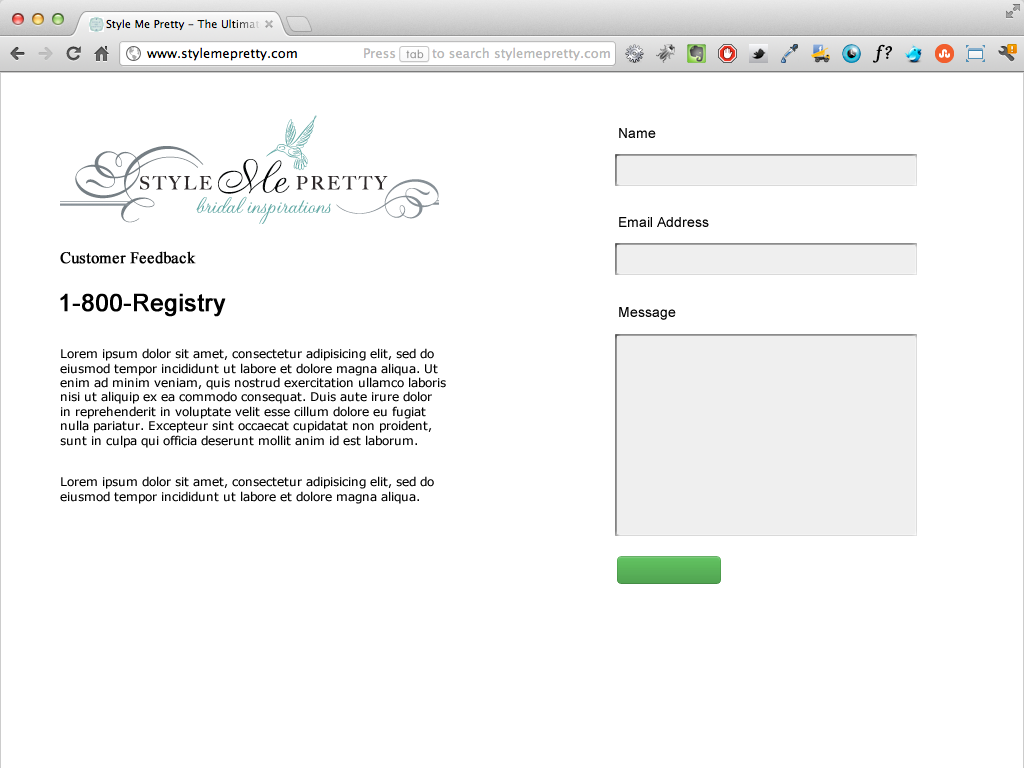 Style Me Pretty – The Ultimat
www.stylemepretty.com
Press tab to search stylemepretty.com
f?
STYLE Me PRETTY
bridal inspirations
Customer Feedback
1-800-Registry
Lorem ipsum dolor sit amet, consectetur adipisicing elit, sed do
eiusmod tempor incididunt ut labore et dolore magna aliqua. Ut
enim ad minim veniam, quis nostrud exercitation ullamco laboris
nisi ut aliquip ex ea commodo consequat. Duis aute irure dolor
in reprehenderit in voluptate velit esse cillum dolore eu fugiat
nulla pariatur. Excepteur sint occaecat cupidatat non proident,
sunt in culpa qui officia deserunt mollit anim id est laborum.
Lorem ipsum dolor sit amet, consectetur adipisicing elit, sed do
eiusmod tempor incididunt ut labore et dolore magna aliqua.
Name
Email Address
Message